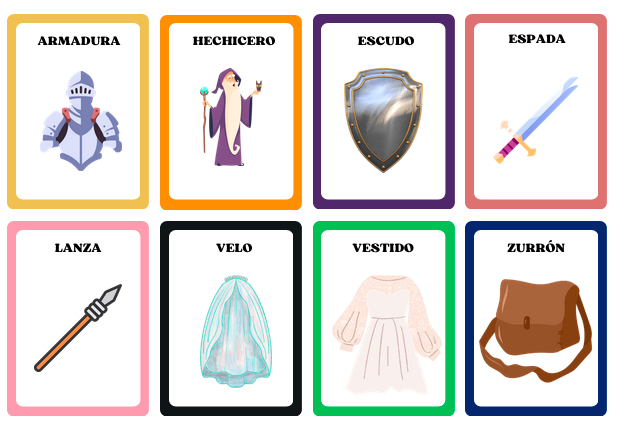 ARMADURA
HECHICERO
ESCUDO
ESPADA
LANZA
VELO
VESTIDO
ZURRÓN